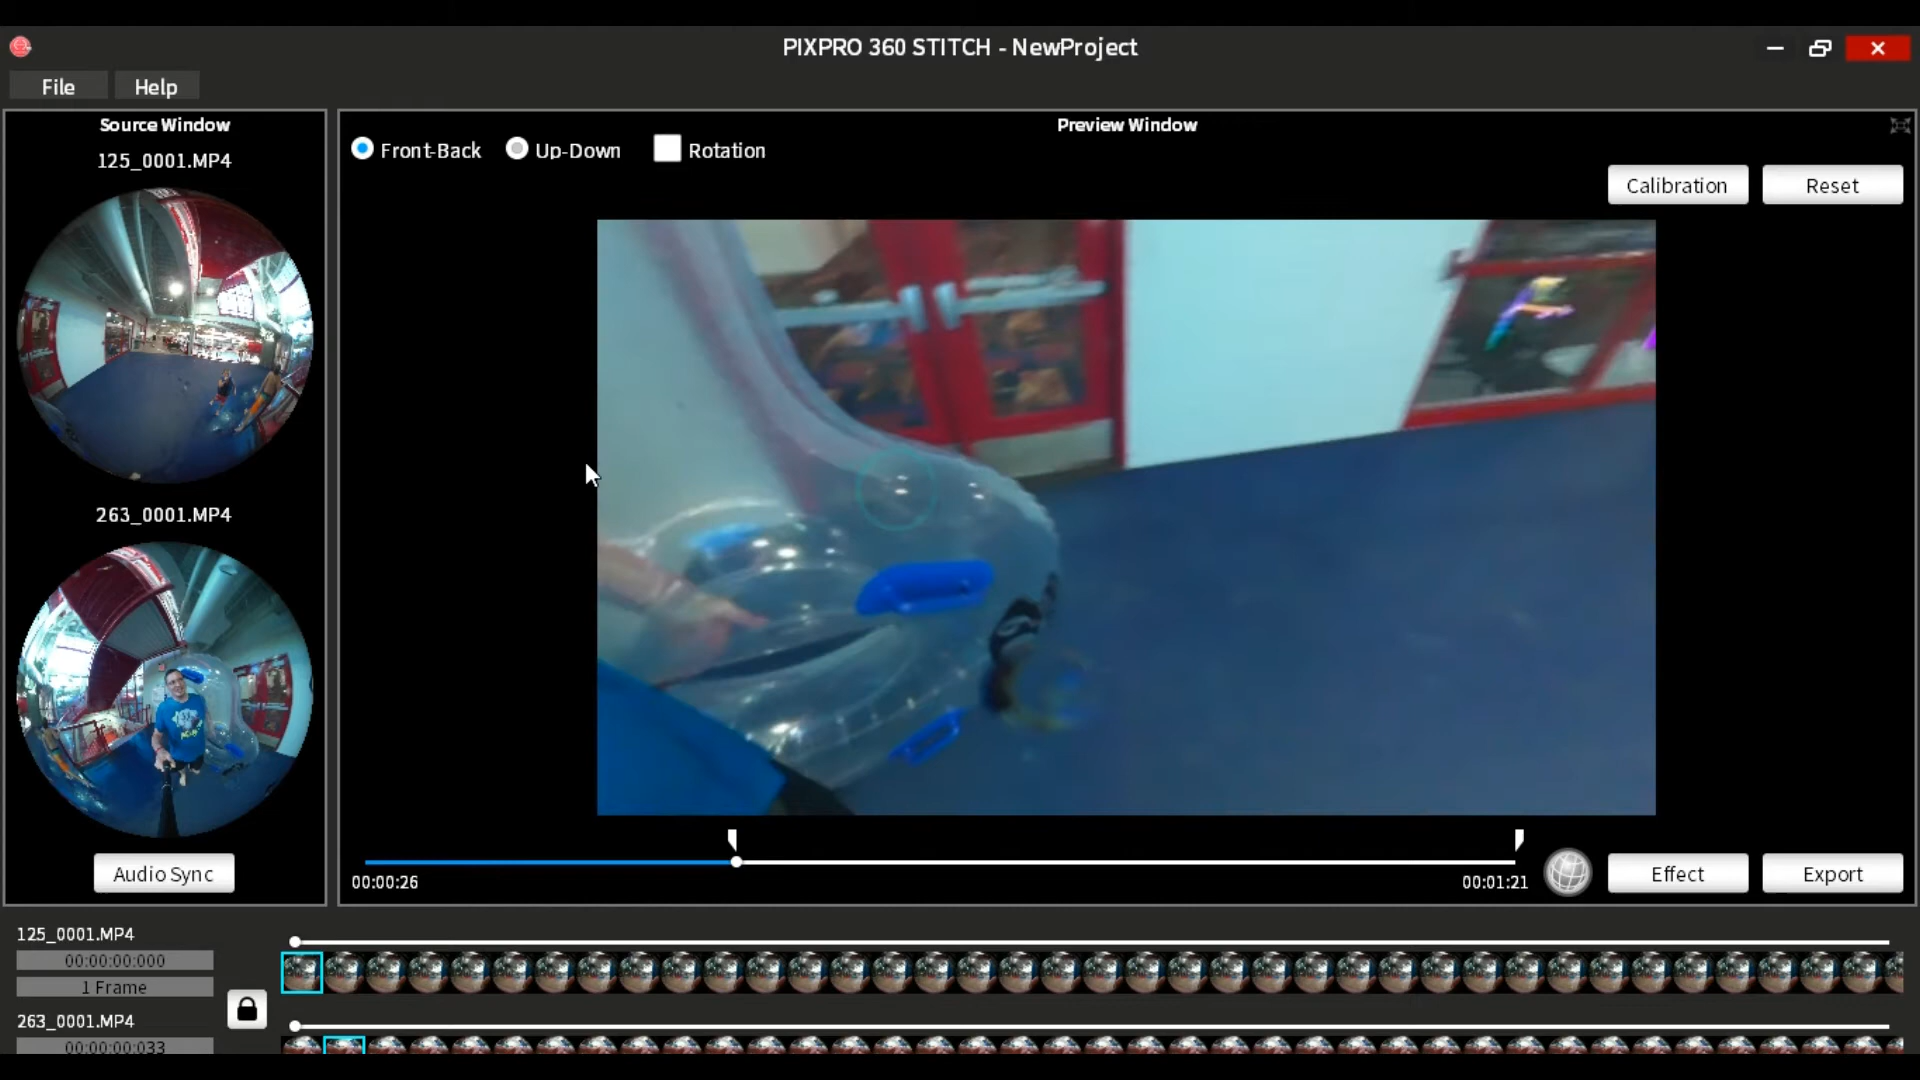 PIXPRO 360 STITCH - NewProject
File
Help
Source Window
125_0001.MP4
263_0001.MP4
Audio Sync
Preview Window
Front-Back
Up-Down
Rotation
Calibration
Reset
00:00:26
00:01:21
Effect
Export
125_0001.MP4
00:00:00:000
1 Frame
263_0001.MP4
00:00:00:033